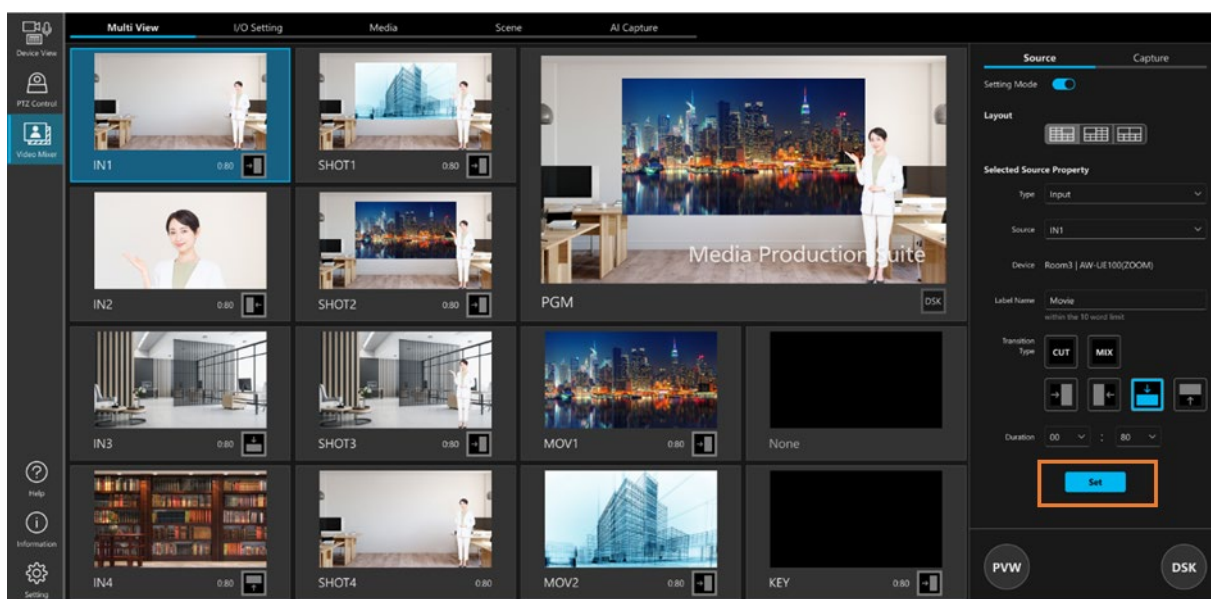 Multi View I/O Setting Media Scene AI Capture
Device View
PTZ Control
Video Mixer
Help
Information
Setting
IN1 0:80
SHOT1 0:80
IN2 0:80
SHOT2 0:80
Media Production Suite
PGM DSK
IN3 0:80
SHOT3 0:80
MOV1 0:80
None
IN4 0:80
SHOT4 0:80
MOV2 0:80
KEY 0:80
Source Capture
Setting Mode
Layout
Selected Source Property
Type Input
Source IN1
Device Room3 | AW-UE100(ZOOM)
Label Name Movie
within the 10 word limit
Transition
Type CUT MIX
Duration 00 : 80
Set
PVW DSK